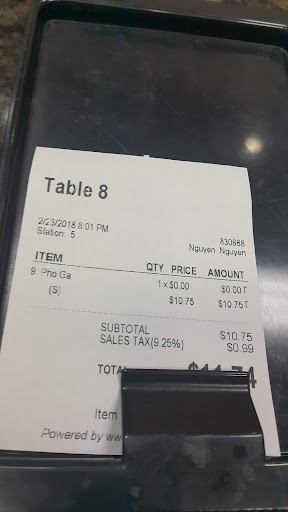 Table 8
2/23/2018 8:01 PM
830668
Station: 5
Nguyen Nguyen
ITEM QTY PRICE AMOUNT
9. Pho Ga 1 x $0.00 $0.00 T
(S) $10.75 $10.75 T
SUBTOTAL $10.75
SALES TAX(9.25%) $0.99
$11.74
Item
Powered by